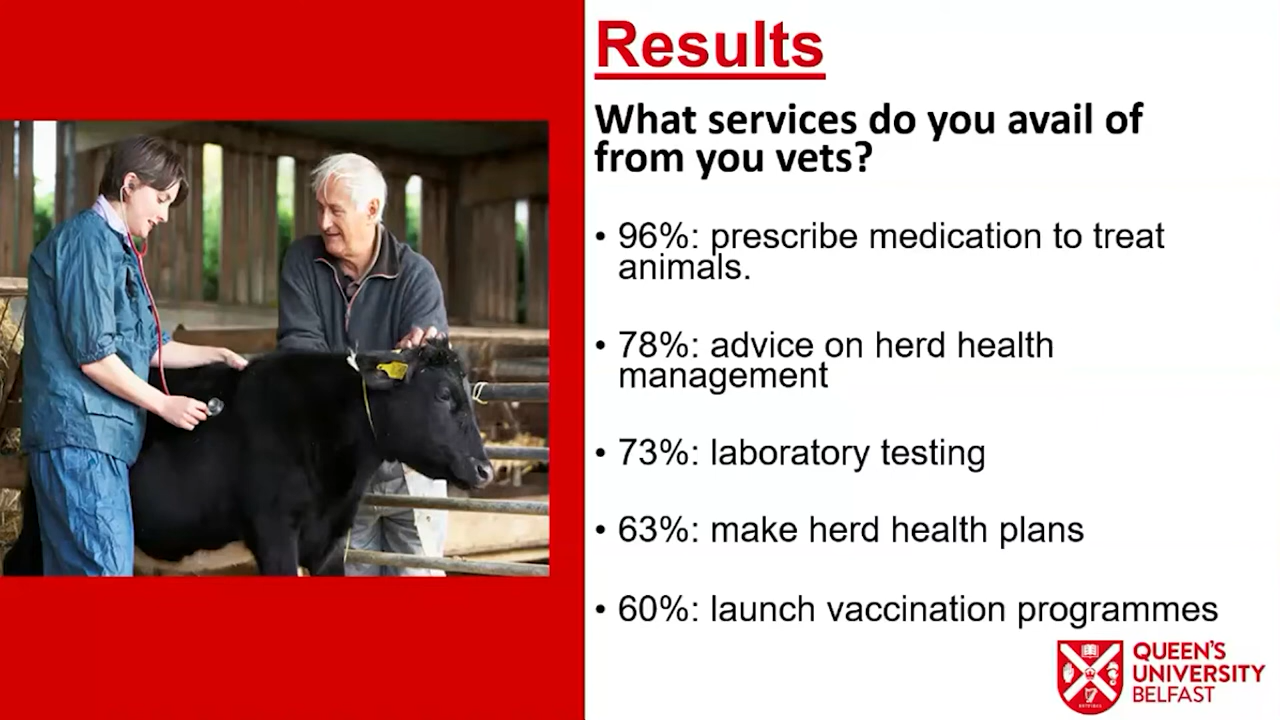 Results
What services do you avail of
from you vets?
• 96%: prescribe medication to treat
animals.
• 78%: advice on herd health
management
• 73%: laboratory testing
• 63%: make herd health plans
• 60%: launch vaccination programmes
QUEEN'S
UNIVERSITY
BELFAST